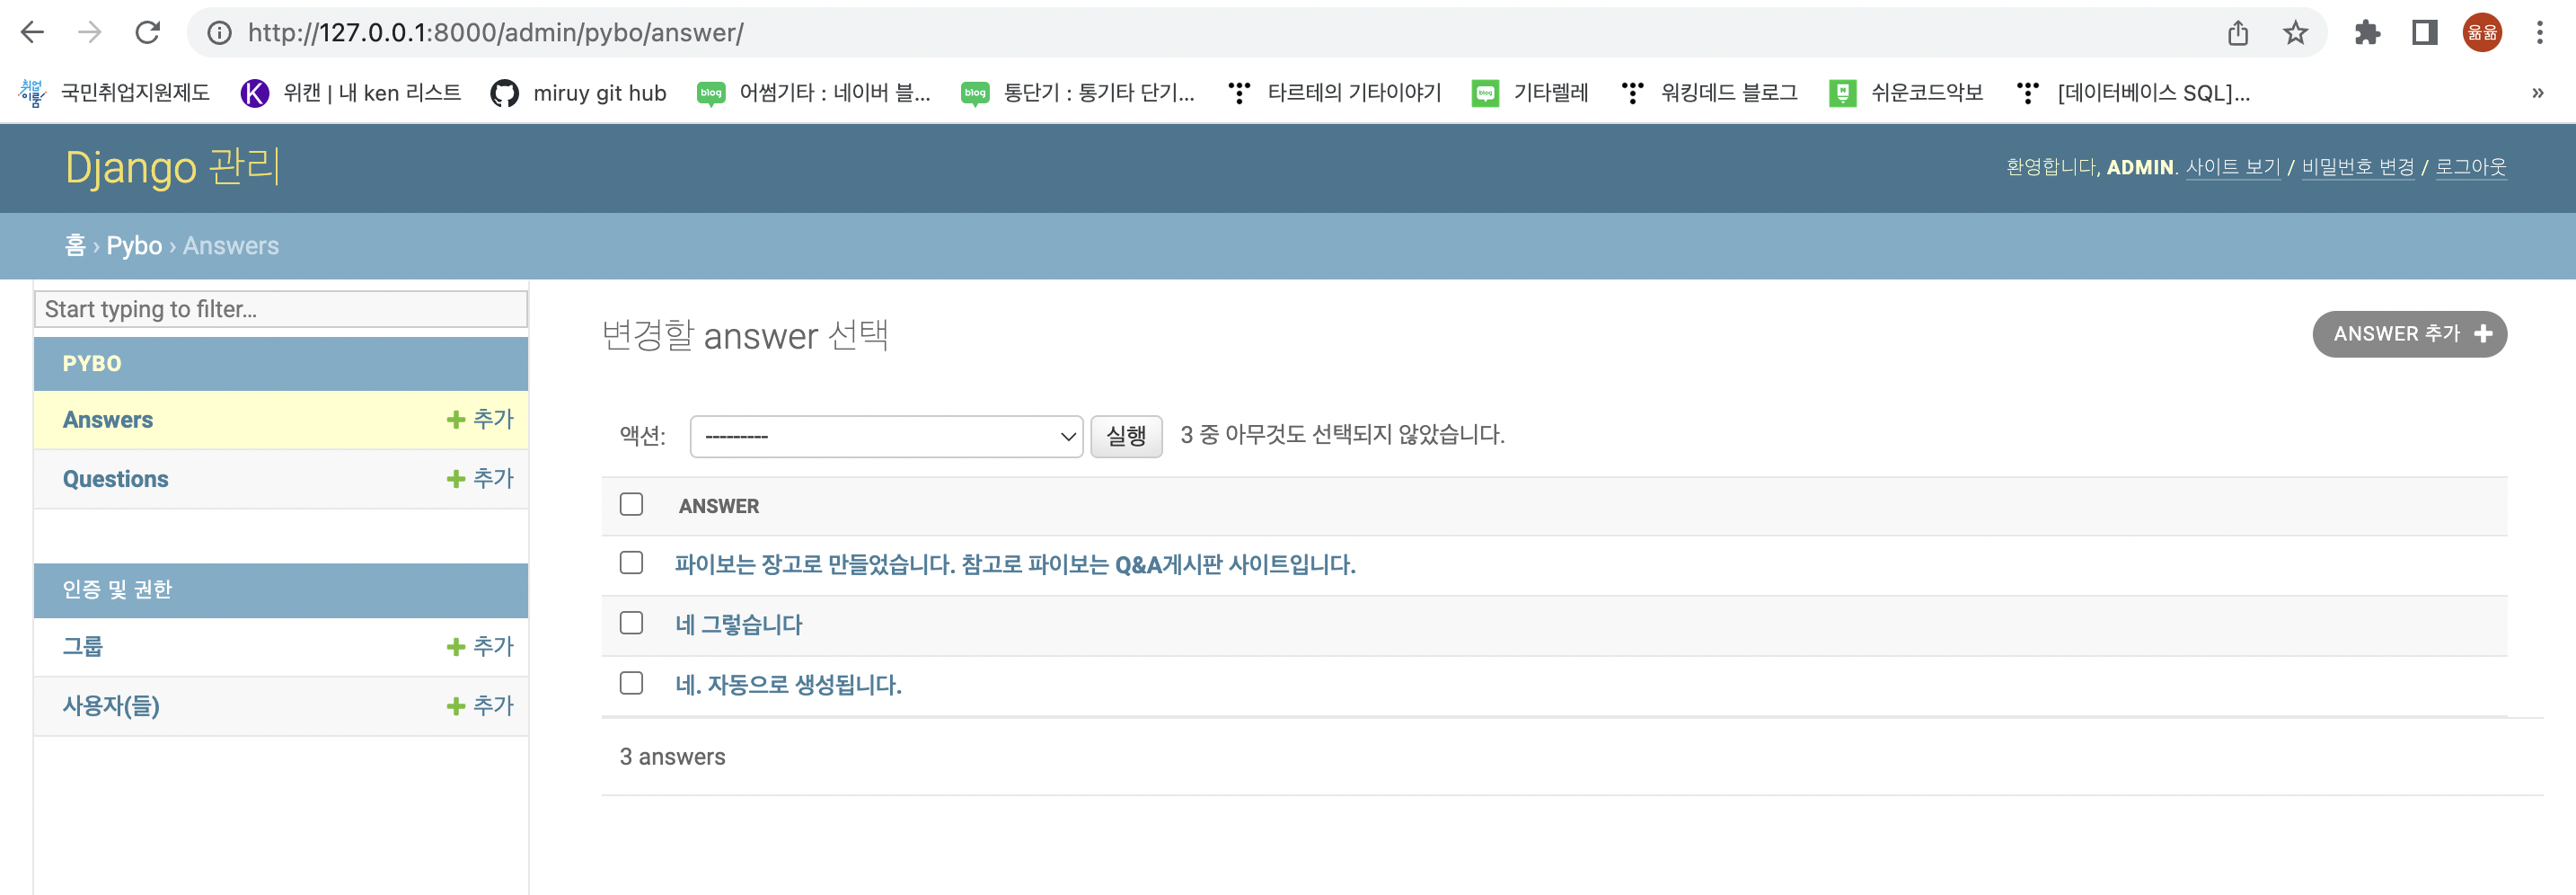 http://127.0.0.1:8000/admin/pybo/answer/
윪윪
취업이룸 국민취업지원제도 K 위캔 | 내 ken 리스트 miruy git hub blog 어썸기타 : 네이버 블... blog 통단기 : 통기타 단기... 타르테의 기타이야기 blog 기타렐레 워킹데드 블로그 쉬운코드악보 [데이터베이스 SQL]... »
Django 관리
환영합니다, ADMIN. 사이트 보기 / 비밀번호 변경 / 로그아웃
홈 › Pybo › Answers
Start typing to filter...
PYBO
Answers + 추가
Questions + 추가
인증 및 권한
그룹 + 추가
사용자(들) + 추가
변경할 answer 선택
ANSWER 추가 +
액션: --------- 실행 3 중 아무것도 선택되지 않았습니다.
ANSWER
파이보는 장고로 만들었습니다. 참고로 파이보는 Q&A게시판 사이트입니다.
네 그렇습니다
네. 자동으로 생성됩니다.
3 answers